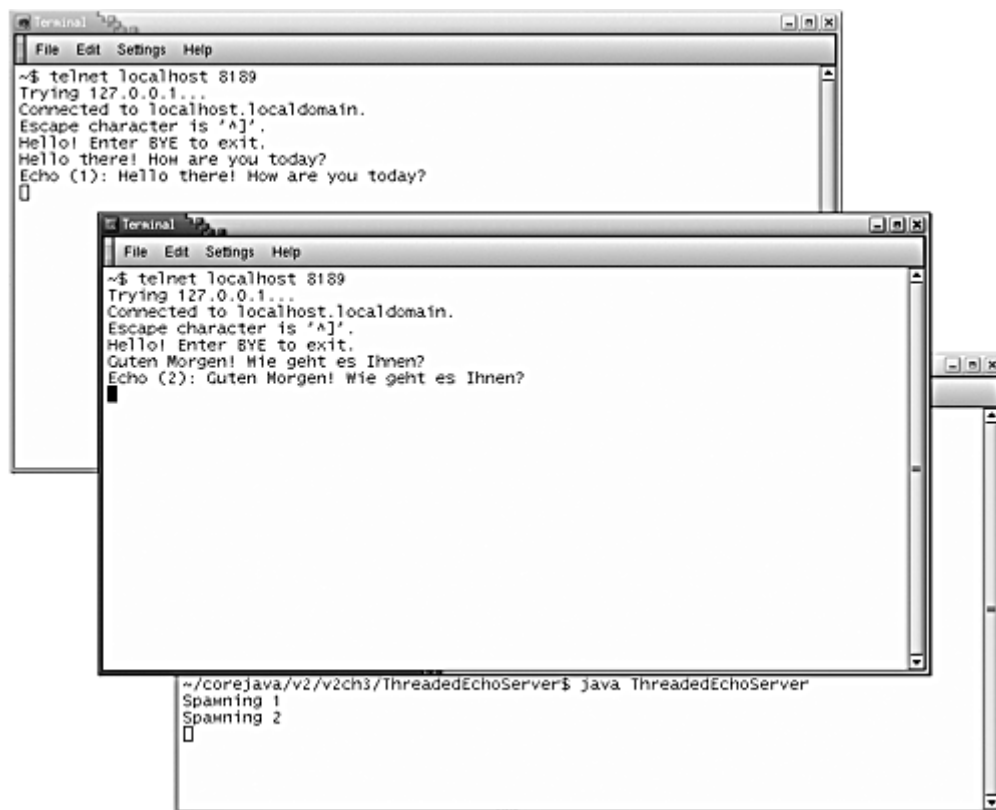 Terminal
File Edit Settings Help
~$ telnet localhost 8189
Trying 127.0.0.1...
Connected to localhost.localdomain.
Escape character is '^]'.
Hello! Enter BYE to exit.
Hello there! How are you today?
Echo (1): Hello there! How are you today?
Terminal
File Edit Settings Help
~$ telnet localhost 8189
Trying 127.0.0.1...
Connected to localhost.localdomain.
Escape character is '^]'.
Hello! Enter BYE to exit.
Guten Morgen! Wie geht es Ihnen?
Echo (2): Guten Morgen! Wie geht es Ihnen?
~/corejava/v2/v2ch3/ThreadedEchoServer$ java ThreadedEchoServer
Spawning 1
Spawning 2